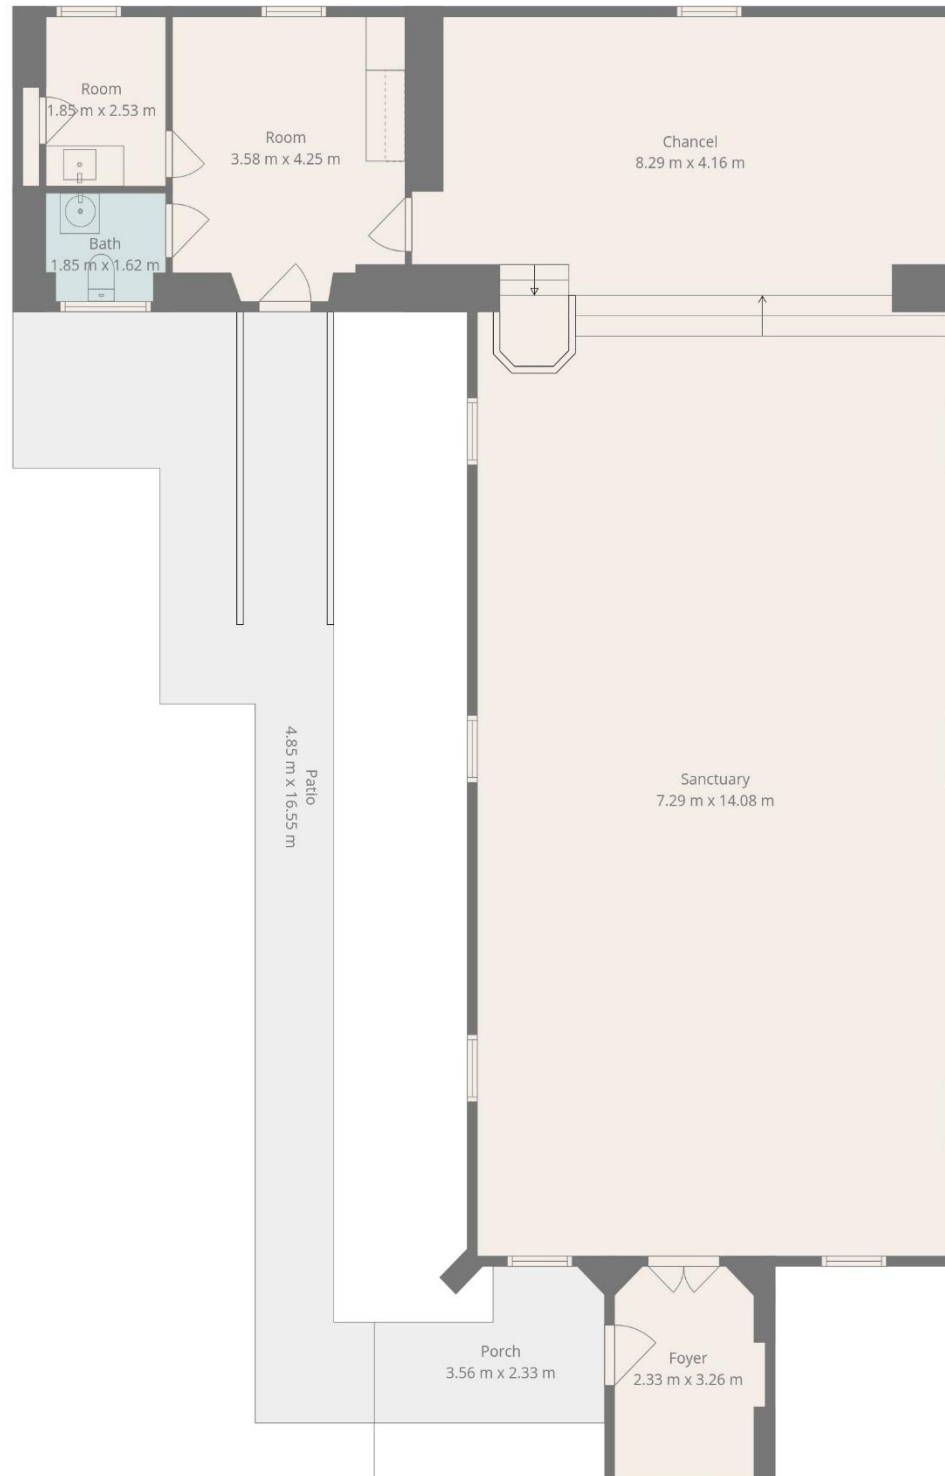 Room
1.85 m x 2.53 m
Room
3.58 m x 4.25 m
Chancel
8.29 m x 4.16 m
Bath
1.85 m x 1.62 m
Patio
4.85 m x 16.55 m
Sanctuary
7.29 m x 14.08 m
Porch
3.56 m x 2.33 m
Foyer
2.33 m x 3.26 m